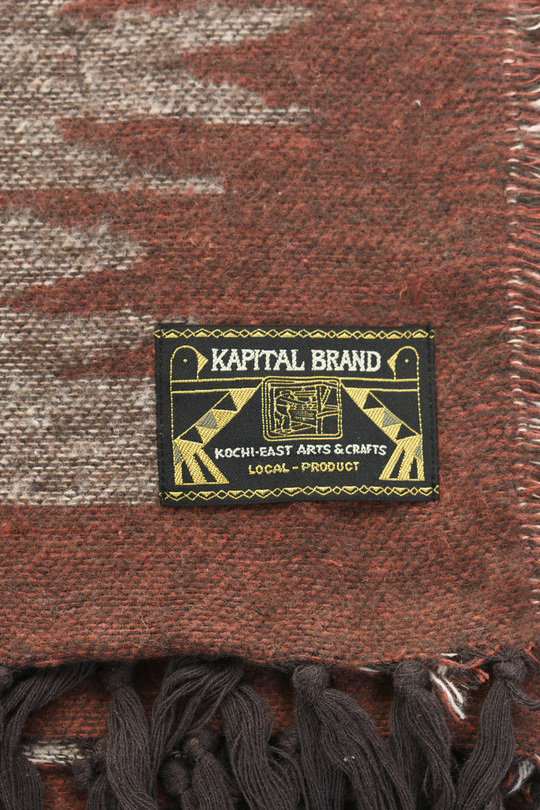 KAPITAL BRAND
KOCHI-EAST ARTS & CRAFTS
LOCAL-PRODUCT